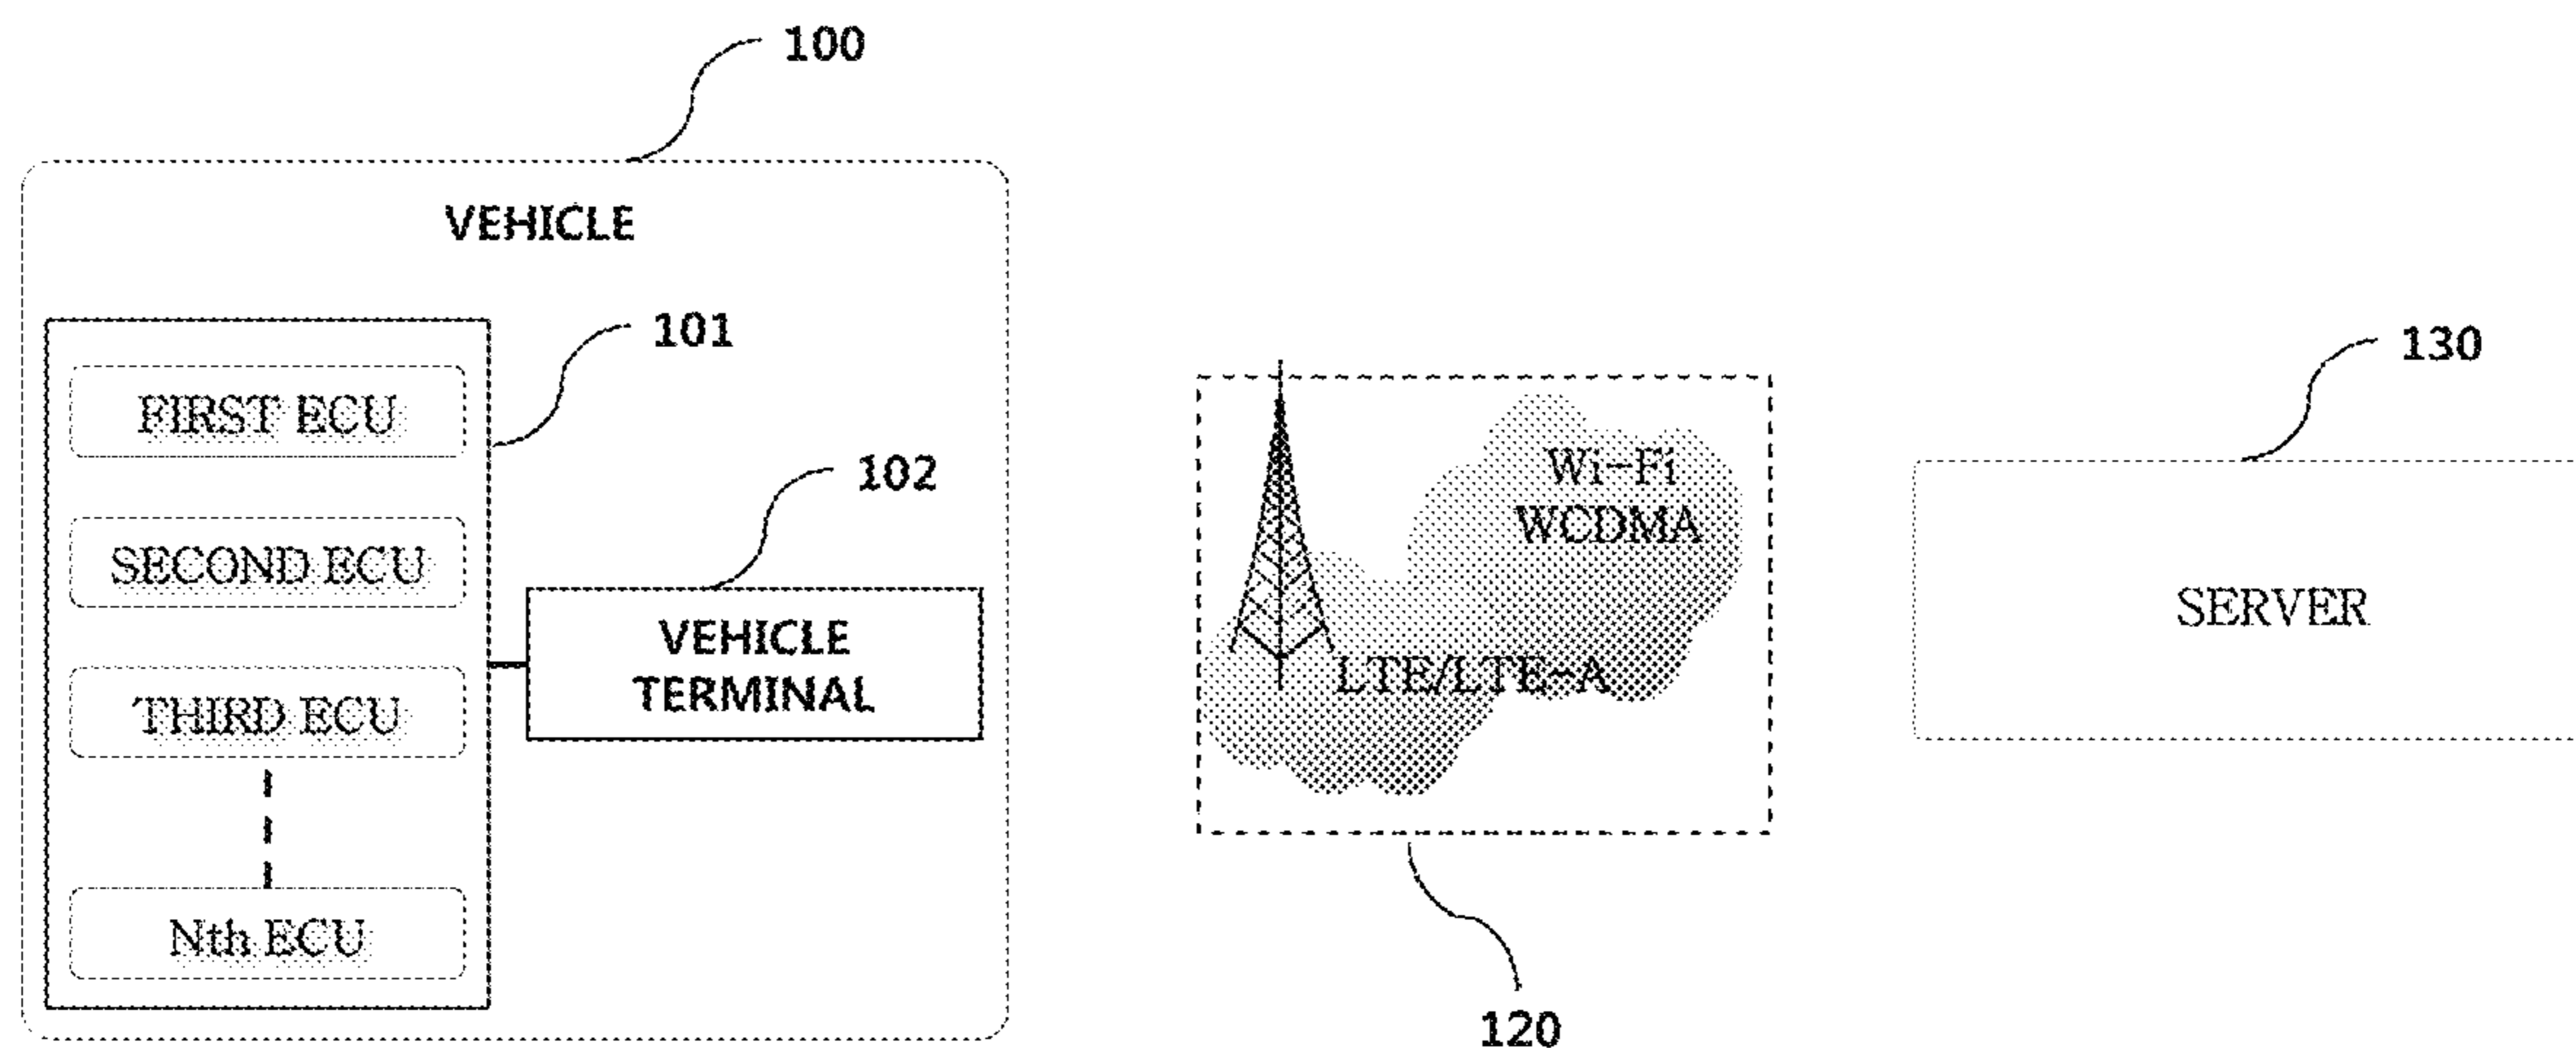 100
VEHICLE
101
FIRST ECU
102
SECOND ECU
VEHICLE
TERMINAL
THIRD ECU
Nth ECU
Wi-Fi
WCDMA
LTE/LTE-A
120
130
SERVER